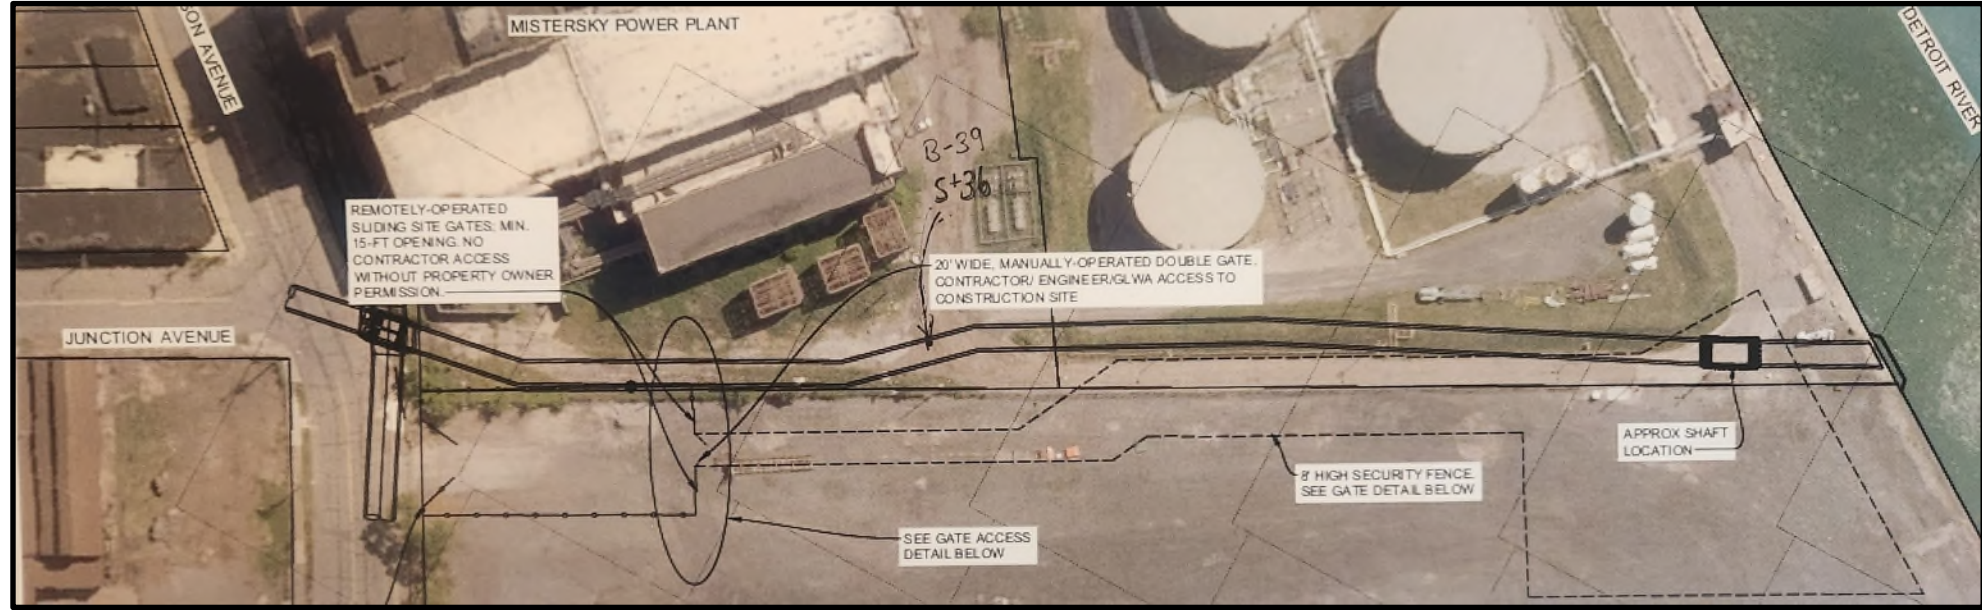 SON AVENUE
MISTERSKY POWER PLANT
DETROIT RIVER
B-39
5+36
REMOTELY-OPERATED
SLIDING SITE GATES; MIN.
15-FT OPENING. NO
CONTRACTOR ACCESS
WITHOUT PROPERTY OWNER
PERMISSION.
20' WIDE, MANUALLY-OPERATED DOUBLE GATE.
CONTRACTOR/ ENGINEER/GLWA ACCESS TO
CONSTRUCTION SITE
JUNCTION AVENUE
APPROX SHAFT
LOCATION
8' HIGH SECURITY FENCE.
SEE GATE DETAIL BELOW
SEE GATE ACCESS
DETAIL BELOW